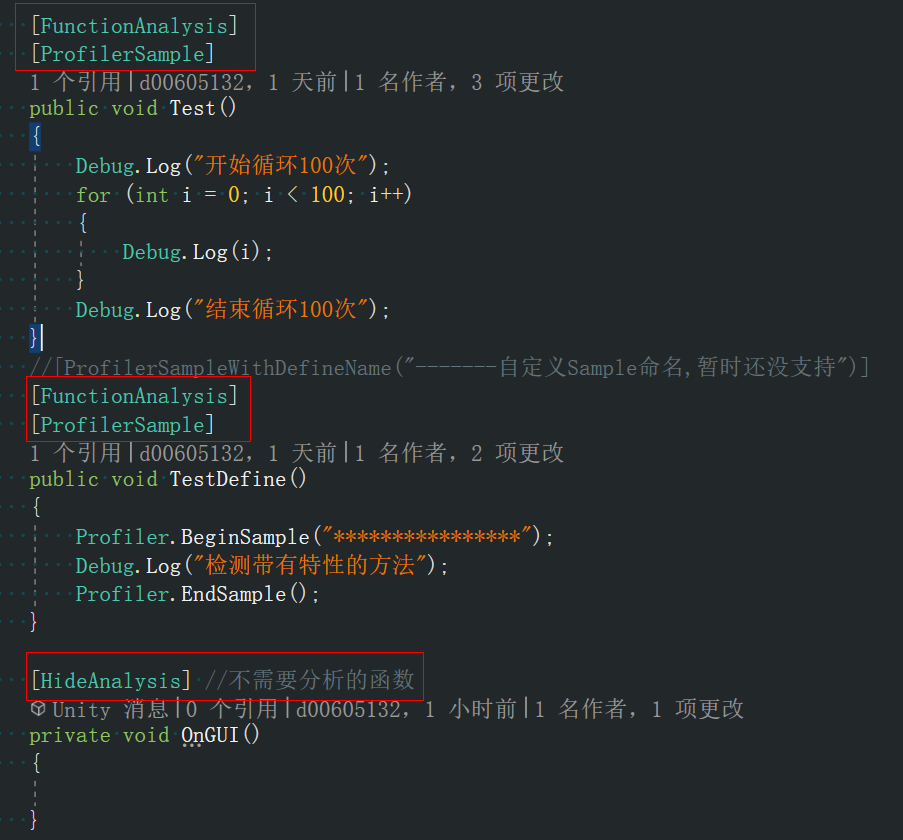 [FunctionAnalysis]
[ProfilerSample]
1 个引用|d00605132, 1 天前|1 名作者, 3 项更改
public void Test()
{
Debug.Log("开始循环100次");
for (int i = 0; i < 100; i++)
{
Debug.Log(i);
}
Debug.Log("结束循环100次");
}
//[ProfilerSampleWithDefineName("-------自定义Sample命名,暂时还没支持")]
[FunctionAnalysis]
[ProfilerSample]
1 个引用|d00605132, 1 天前|1 名作者, 2 项更改
public void TestDefine()
{
Profiler.BeginSample("****************");
Debug.Log("检测带有特性的方法");
Profiler.EndSample();
}
[HideAnalysis] //不需要分析的函数
Unity 消息|0 个引用|d00605132, 1 小时前|1 名作者, 1 项更改
private void OnGUI()
{
}